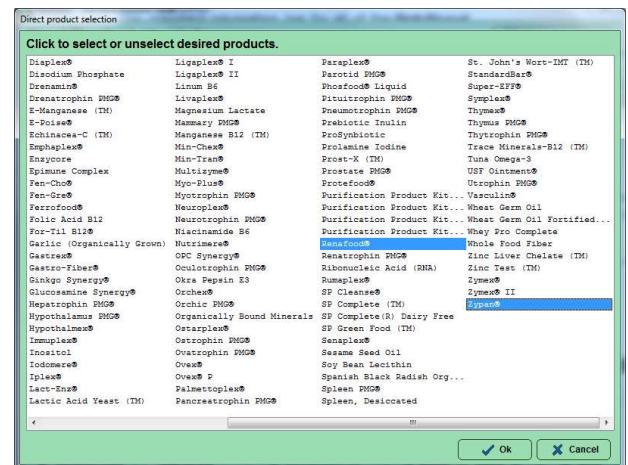 Direct product selection
Click to select or unselect desired products.
Diaplex®
Disodium Phosphate
Drenamin®
Drenatrophin PMG®
E-Manganese (TM)
E-Poise®
Echinacea-C (TM)
Emphaplex®
Enzycore
Epimune Complex
Fen-Cho®
Fen-Gre®
Ferrofood®
Folic Acid B12
For-Til B12®
Garlic (Organically Grown)
Gastrex®
Gastro-Fiber®
Ginkgo Synergy®
Glucosamine Synergy®
Hepatrophin PMG®
Hypothalamus PMG®
Hypothalmex®
Immuplex®
Inositol
Iodomere®
Iplex®
Lact-Enz®
Lactic Acid Yeast (TM)
Ligaplex® I
Ligaplex® II
Linum B6
Livaplex®
Magnesium Lactate
Mammary PMG®
Manganese B12 (TM)
Min-Chex®
Min-Tran®
Multizyme®
Myo-Plus®
Myotrophin PMG®
Neuroplex®
Neurotrophin PMG®
Niacinamide B6
Nutrimere®
OPC Synergy®
Oculotrophin PMG®
Okra Pepsin E3
Orchex®
Orchic PMG®
Organically Bound Minerals
Ostarplex®
Ostrophin PMG®
Ovatrophin PMG®
Ovex®
Ovex® P
Palmettoplex®
Pancreatrophin PMG®
Paraplex®
Parotid PMG®
Phosfood® Liquid
Pituitrophin PMG®
Pneumotrophin PMG®
Prebiotic Inulin
ProSynbiotic
Prolamine Iodine
Prost-X (TM)
Prostate PMG®
Protefood®
Purification Product Kit...
Purification Product Kit...
Purification Product Kit...
Purification Product Kit...
Renafood®
Renatrophin PMG®
Ribonucleic Acid (RNA)
Rumaplex®
SP Cleanse®
SP Complete (TM)
SP Complete(R) Dairy Free
SP Green Food (TM)
Senaplex®
Sesame Seed Oil
Soy Bean Lecithin
Spanish Black Radish Org...
Spleen PMG®
Spleen, Desiccated
St. John's Wort-IMT (TM)
StandardBar®
Super-EFF®
Symplex®
Thymex®
Thymus PMG®
Thytrophin PMG®
Trace Minerals-B12 (TM)
Tuna Omega-3
USF Ointment®
Utrophin PMG®
Vasculin®
Wheat Germ Oil
Wheat Germ Oil Fortified...
Whey Pro Complete
Whole Food Fiber
Zinc Liver Chelate (TM)
Zinc Test (TM)
Zymex®
Zymex® II
Zypan®
Ok
Cancel